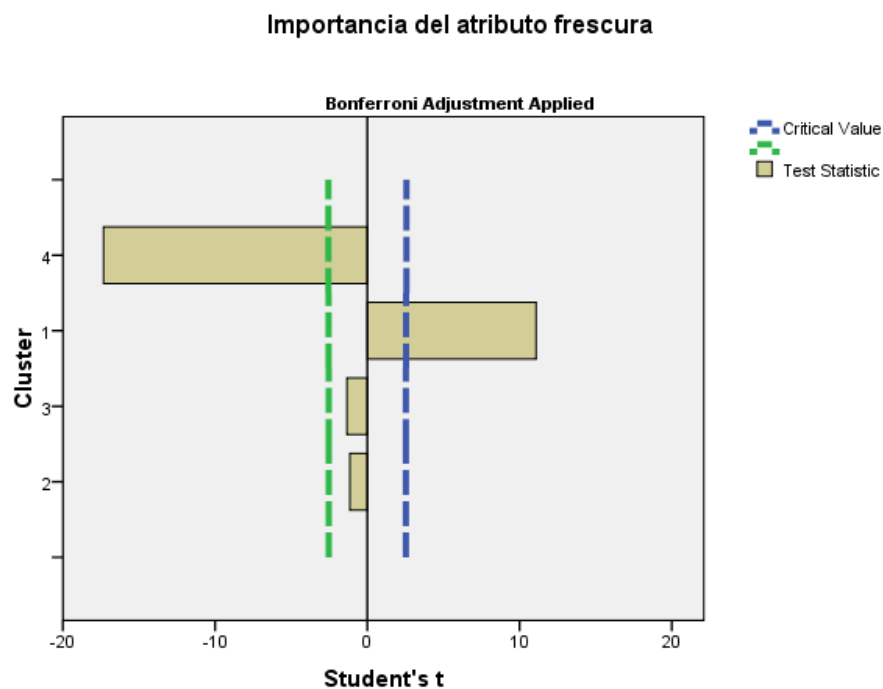 Importancia del atributo frescura
Bonferroni Adjustment Applied
Critical Value
Test Statistic
Cluster
4
1
3
2
-20
-10
0
10
20
Student's t